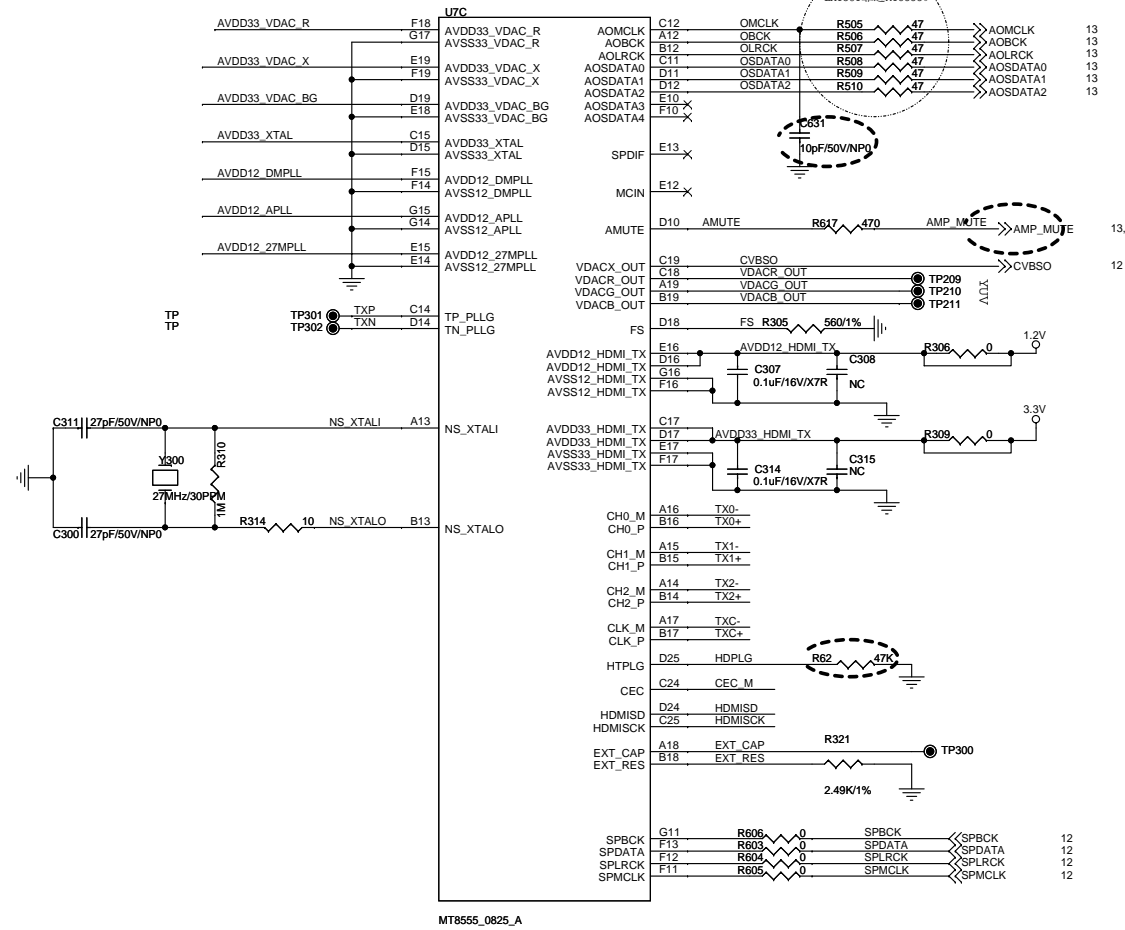 U7C
AVDD33_VDAC_R F18 AVDD33_VDAC_R
G17 AVSS33_VDAC_R
AVDD33_VDAC_X E19 AVDD33_VDAC_X
F19 AVSS33_VDAC_X
AVDD33_VDAC_BG D19 AVDD33_VDAC_BG
E18 AVSS33_VDAC_BG
AVDD33_XTAL C15 AVDD33_XTAL
D15 AVSS33_XTAL
AVDD12_DMPLL F15 AVDD12_DMPLL
F14 AVSS12_DMPLL
AVDD12_APLL G15 AVDD12_APLL
G14 AVSS12_APLL
AVDD12_27MPLL E15 AVDD12_27MPLL
E14 AVSS12_27MPLL
TP TP301 TXP C14 TP_PLLG
TP TP302 TXN D14 TN_PLLG
C311 27pF/50V/NP0 NS_XTALI A13 NS_XTALI
Y300
27MHz/30PPM
R310
1M
C300 27pF/50V/NP0 R314 10 NS_XTALO B13 NS_XTALO
AOMCLK C12 OMCLK R505 47 AOMCLK 13
AOBCK A12 OBCK R506 47 AOBCK 13
AOLRCK B12 OLRCK R507 47 AOLRCK 13
AOSDATA0 C11 OSDATA0 R508 47 AOSDATA0 13
AOSDATA1 D11 OSDATA1 R509 47 AOSDATA1 13
AOSDATA2 D12 OSDATA2 R510 47 AOSDATA2 13
AOSDATA3 E10
AOSDATA4 F10
C631
10pF/50V/NP0
SPDIF E13
MCIN E12
AMUTE D10 AMUTE R617 470 AMP_MUTE AMP_MUTE 13,
VDACX_OUT C19 CVBSO CVBSO 12
VDACR_OUT C18 VDACR_OUT TP209
VDACG_OUT A19 VDACG_OUT TP210
VDACB_OUT B19 VDACB_OUT TP211
YUV
FS D18 FS R305 560/1%
AVDD12_HDMI_TX E16 AVDD12_HDMI_TX R306 0 1.2V
AVDD12_HDMI_TX D16
AVSS12_HDMI_TX G16
AVSS12_HDMI_TX F16
C307
0.1uF/16V/X7R
C308
NC
AVDD33_HDMI_TX C17
AVDD33_HDMI_TX D17 AVDD33_HDMI_TX R309 0 3.3V
AVSS33_HDMI_TX E17
AVSS33_HDMI_TX F17
C314
0.1uF/16V/X7R
C315
NC
CH0_M A16 TX0-
CH0_P B16 TX0+
CH1_M A15 TX1-
CH1_P B15 TX1+
CH2_M A14 TX2-
CH2_P B14 TX2+
CLK_M A17 TXC-
CLK_P B17 TXC+
HTPLG D25 HDPLG R62 47K
CEC C24 CEC_M
HDMISD D24 HDMISD
HDMISCK C25 HDMISCK
EXT_CAP A18 EXT_CAP TP300
EXT_RES B18 EXT_RES R321
2.49K/1%
SPBCK G11 R606 0 SPBCK SPBCK 12
SPDATA F13 R603 0 SPDATA SPDATA 12
SPLRCK F12 R604 0 SPLRCK SPLRCK 12
SPMCLK F11 R605 0 SPMCLK SPMCLK 12
MT8555_0825_A